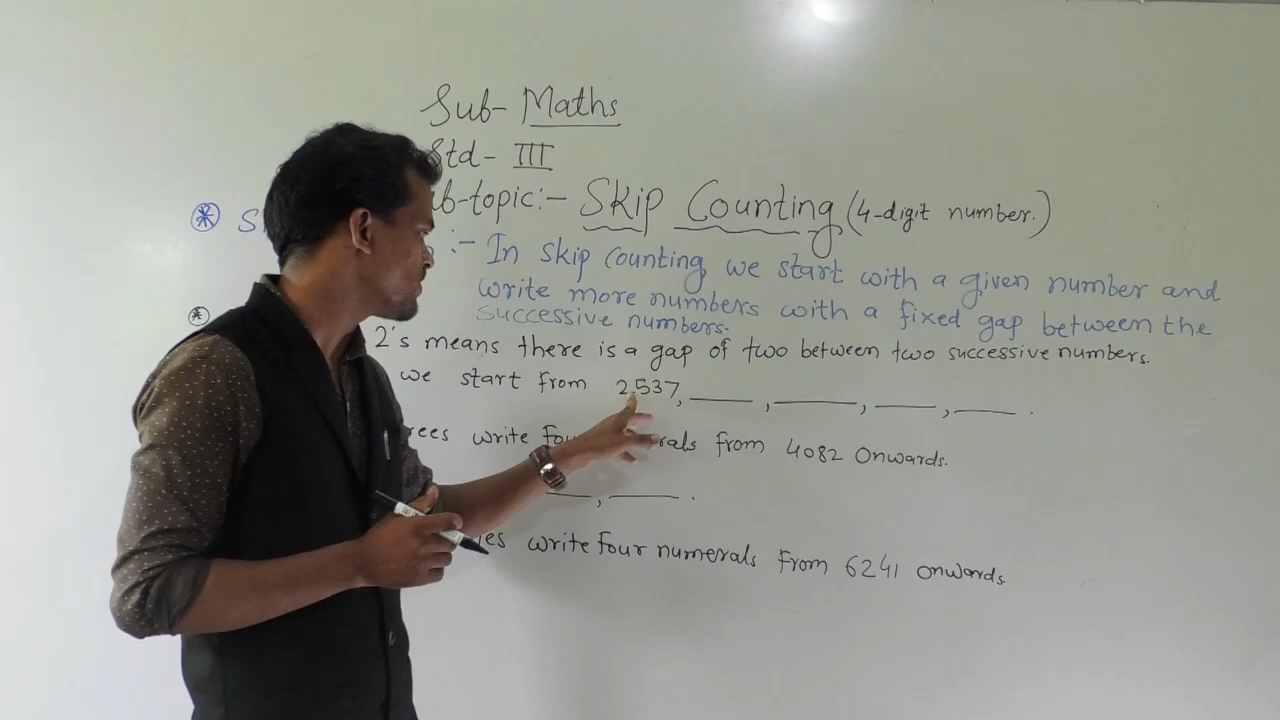 Sub- Maths
Std- III
b-topic:- Skip Counting (4-digit number.)
* S :- In skip counting we start with a given number and
write more numbers with a fixed gap between the
successive numbers.
* 2's means there is a gap of two between two successive numbers.
we start from 2537, ____, ____, ____, ____.
rees write fou rals from 4082 Onwards.
____, ____.
es write four numerals from 6241 onwards.